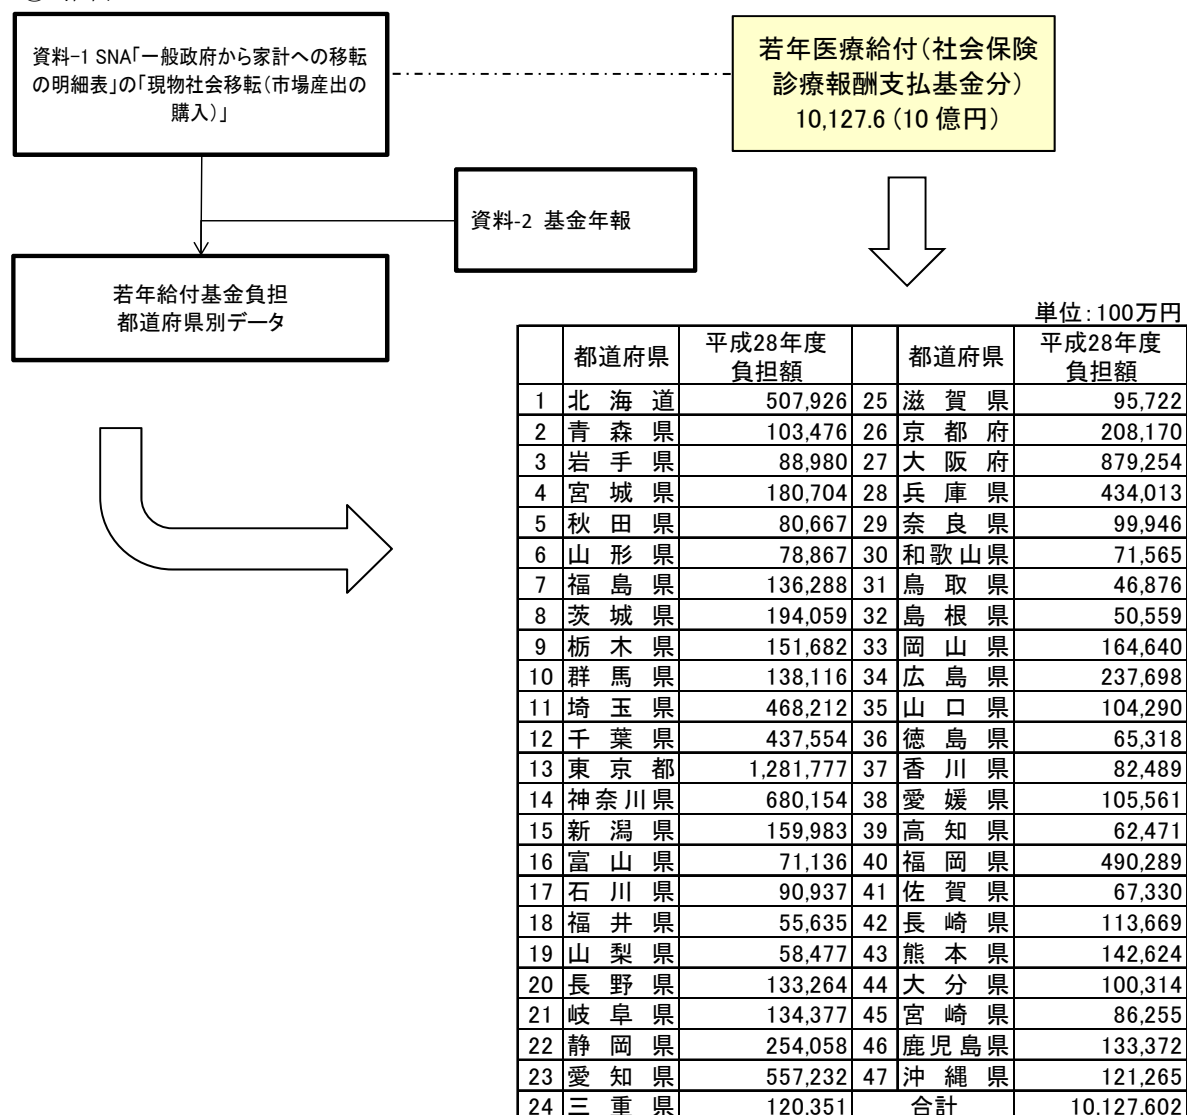 資料-1 SNA「一般政府から家計への移転
の明細表」の「現物社会移転(市場産出の
購入)」
若年医療給付(社会保険
診療報酬支払基金分)
10,127.6(10億円)
資料-2 基金年報
若年給付基金負担
都道府県別データ
単位:100万円
都道府県 平成28年度 都道府県 平成28年度
負担額 負担額
1 北海道 507,926 25 滋賀県 95,722
2 青森県 103,476 26 京都府 208,170
3 岩手県 88,980 27 大阪府 879,254
4 宮城県 180,704 28 兵庫県 434,013
5 秋田県 80,667 29 奈良県 99,946
6 山形県 78,867 30 和歌山県 71,565
7 福島県 136,288 31 鳥取県 46,876
8 茨城県 194,059 32 島根県 50,559
9 栃木県 151,682 33 岡山県 164,640
10 群馬県 138,116 34 広島県 237,698
11 埼玉県 468,212 35 山口県 104,290
12 千葉県 437,554 36 徳島県 65,318
13 東京都 1,281,777 37 香川県 82,489
14 神奈川県 680,154 38 愛媛県 105,561
15 新潟県 159,983 39 高知県 62,471
16 富山県 71,136 40 福岡県 490,289
17 石川県 90,937 41 佐賀県 67,330
18 福井県 55,635 42 長崎県 113,669
19 山梨県 58,477 43 熊本県 142,624
20 長野県 133,264 44 大分県 100,314
21 岐阜県 134,377 45 宮崎県 86,255
22 静岡県 254,058 46 鹿児島県 133,372
23 愛知県 557,232 47 沖縄県 121,265
24 三重県 120,351 合計 10,127,602